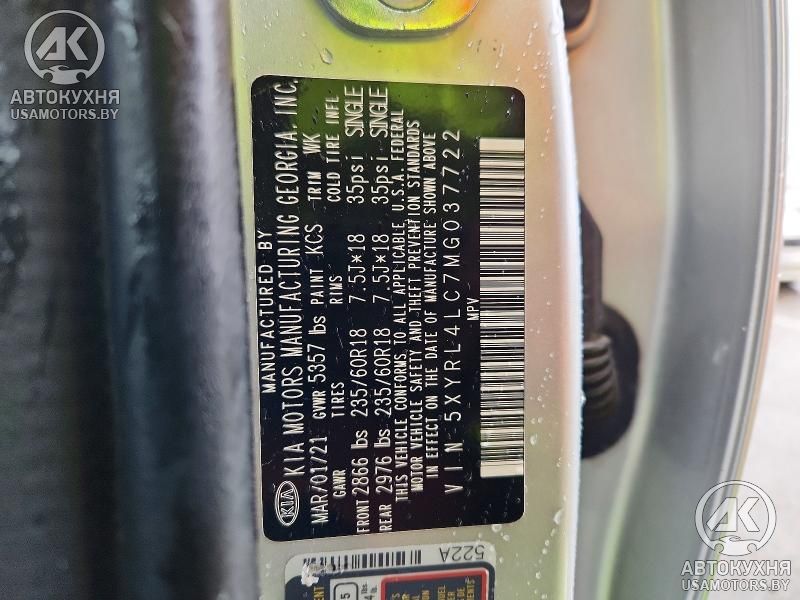 АК
АВТОКУХНЯ
USAMOTORS.BY
MANUFACTURED BY
KIA KIA MOTORS MANUFACTURING GEORGIA, INC.
MAR/01/21 GVWR 5357 lbs PAINT KCS TRIM WK
GAWR TIRES RIMS COLD TIRE INFL
FRONT 2866 lbs 235/60R18 7.5J*18 35psi SINGLE
REAR 2976 lbs 235/60R18 7.5J*18 35psi SINGLE
THIS VEHICLE CONFORMS TO ALL APPLICABLE U.S.A. FEDERAL
MOTOR VEHICLE SAFETY AND THEFT PREVENTION STANDARDS
IN EFFECT ON THE DATE OF MANUFACTURE SHOWN ABOVE
VIN 5XYRL4LC7MG037722
MPV
522A
АК
АВТОКУХНЯ
USAMOTORS.BY